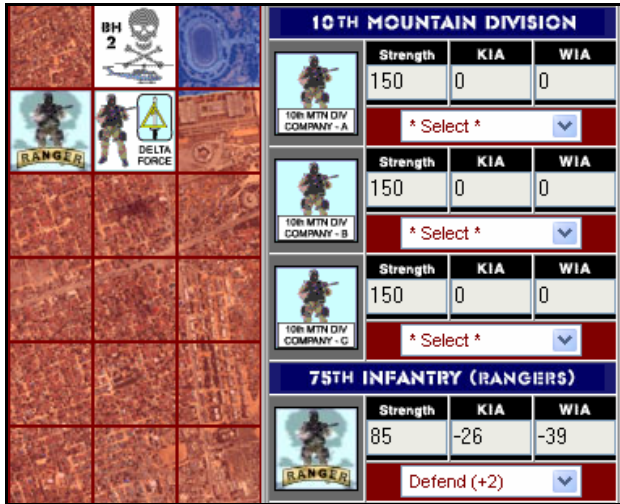 BH
2
RANGER
DELTA
FORCE
10TH MOUNTAIN DIVISION
Strength KIA WIA
150 0 0
10th MTN DIV
COMPANY - A
* Select *
Strength KIA WIA
150 0 0
10th MTN DIV
COMPANY - B
* Select *
Strength KIA WIA
150 0 0
10th MTN DIV
COMPANY - C
* Select *
75TH INFANTRY (RANGERS)
Strength KIA WIA
85 -26 -39
RANGER
Defend (+2)